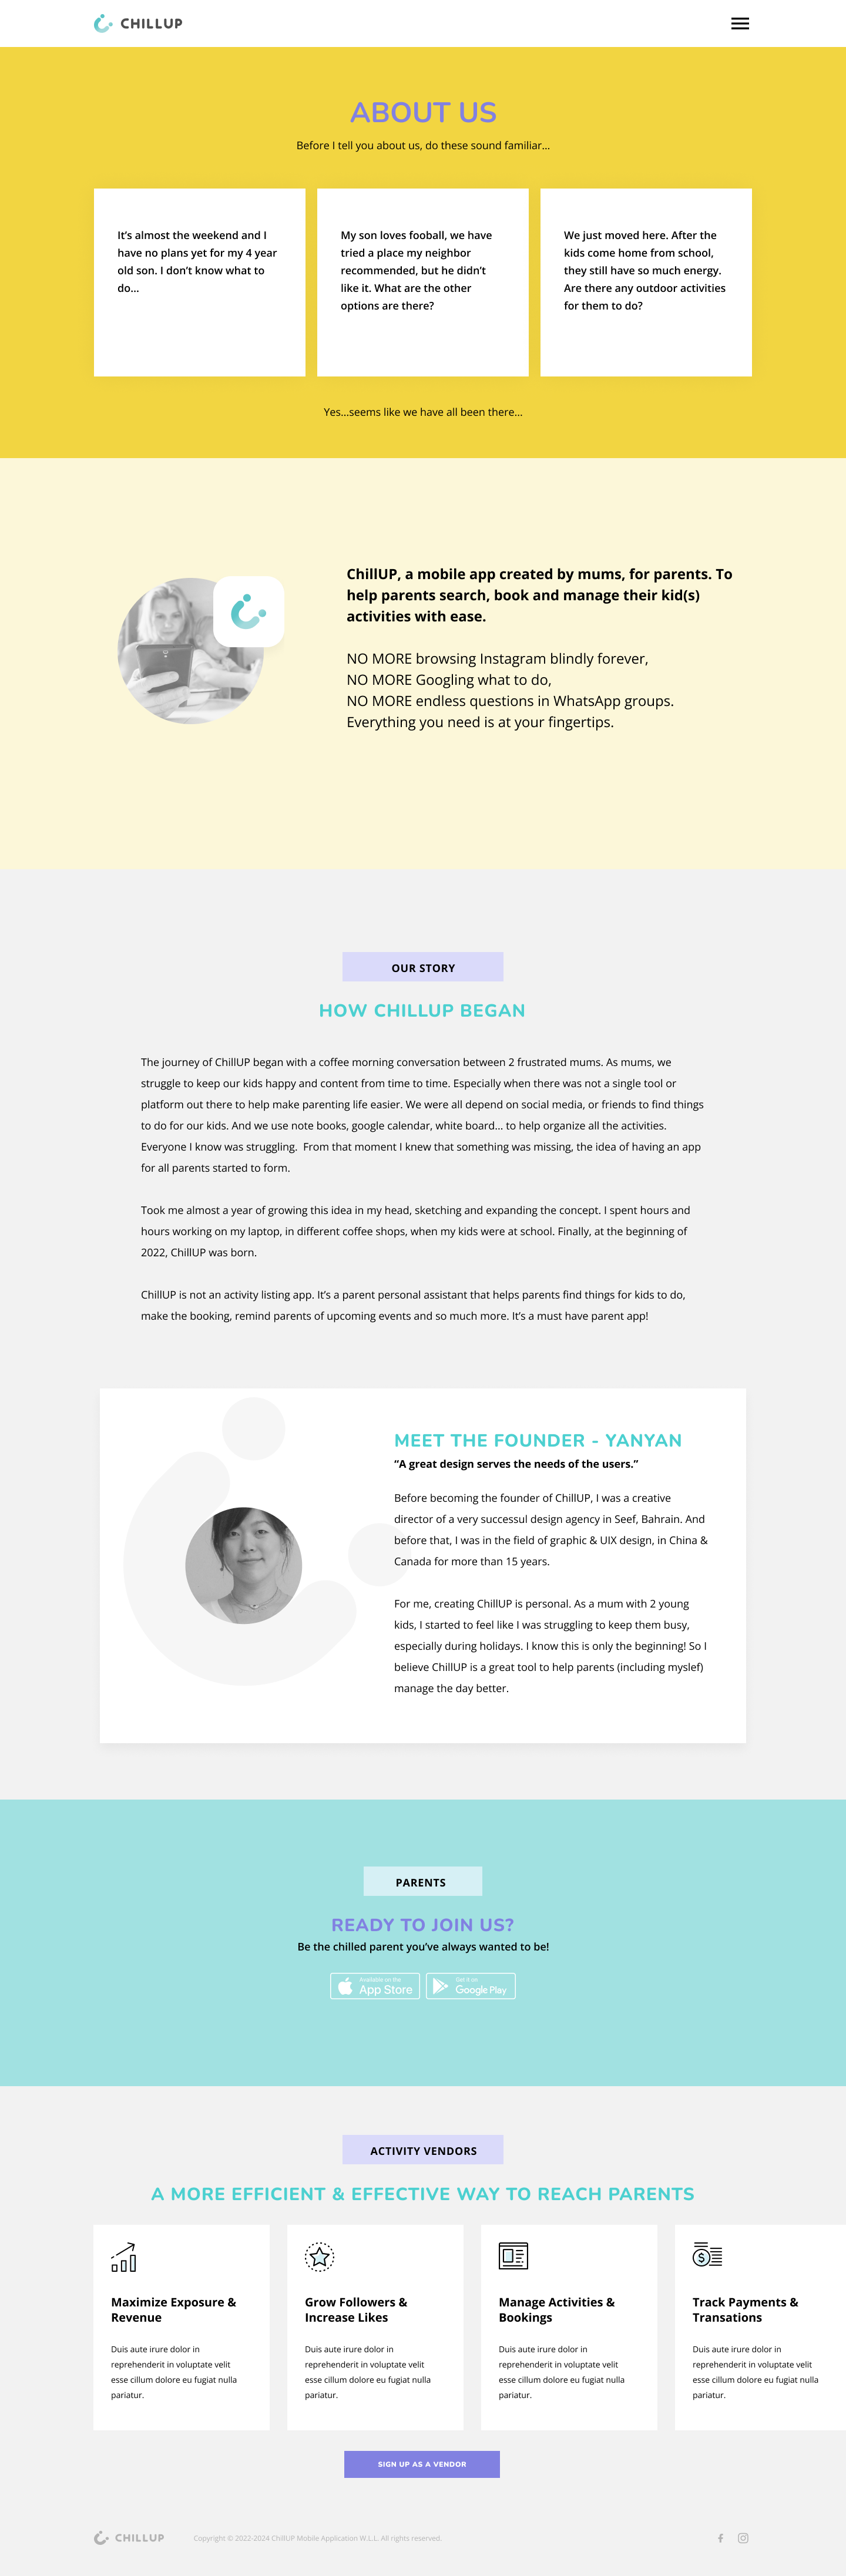 CHILLUP
ABOUT US
Before I tell you about us, do these sound familiar...
It's almost the weekend and I
have no plans yet for my 4 year
old son. I don't know what to
do...
My son loves fooball, we have
tried a place my neighbor
recommended, but he didn't
like it. What are the other
options are there?
We just moved here. After the
kids come home from school,
they still have so much energy.
Are there any outdoor activities
for them to do?
Yes...seems like we have all been there...
ChillUP, a mobile app created by mums, for parents. To
help parents search, book and manage their kid(s)
activities with ease.
NO MORE browsing Instagram blindly forever,
NO MORE Googling what to do,
NO MORE endless questions in WhatsApp groups.
Everything you need is at your fingertips.
OUR STORY
HOW CHILLUP BEGAN
The journey of ChillUP began with a coffee morning conversation between 2 frustrated mums. As mums, we
struggle to keep our kids happy and content from time to time. Especially when there was not a single tool or
platform out there to help make parenting life easier. We were all depend on social media, or friends to find things
to do for our kids. And we use note books, google calendar, white board... to help organize all the activities.
Everyone I know was struggling.  From that moment I knew that something was missing, the idea of having an app
for all parents started to form.
Took me almost a year of growing this idea in my head, sketching and expanding the concept. I spent hours and
hours working on my laptop, in different coffee shops, when my kids were at school. Finally, at the beginning of
2022, ChillUP was born.
ChillUP is not an activity listing app. It's a parent personal assistant that helps parents find things for kids to do,
make the booking, remind parents of upcoming events and so much more. It's a must have parent app!
MEET THE FOUNDER - YANYAN
“A great design serves the needs of the users.”
Before becoming the founder of ChillUP, I was a creative
director of a very successul design agency in Seef, Bahrain. And
before that, I was in the field of graphic & UIX design, in China &
Canada for more than 15 years.
For me, creating ChillUP is personal. As a mum with 2 young
kids, I started to feel like I was struggling to keep them busy,
especially during holidays. I know this is only the beginning! So I
believe ChillUP is a great tool to help parents (including myslef)
manage the day better.
PARENTS
READY TO JOIN US?
Be the chilled parent you've always wanted to be!
Available on the
App Store
Get it on
Google Play
ACTIVITY VENDORS
A MORE EFFICIENT & EFFECTIVE WAY TO REACH PARENTS
Maximize Exposure &
Revenue
Duis aute irure dolor in
reprehenderit in voluptate velit
esse cillum dolore eu fugiat nulla
pariatur.
Grow Followers &
Increase Likes
Duis aute irure dolor in
reprehenderit in voluptate velit
esse cillum dolore eu fugiat nulla
pariatur.
Manage Activities &
Bookings
Duis aute irure dolor in
reprehenderit in voluptate velit
esse cillum dolore eu fugiat nulla
pariatur.
Track Payments &
Transations
Duis aute irure dolor in
reprehenderit in voluptate velit
esse cillum dolore eu fugiat nulla
pariatur.
SIGN UP AS A VENDOR
CHILLUP
Copyright © 2022-2024 ChillUP Mobile Application W.L.L. All rights reserved.